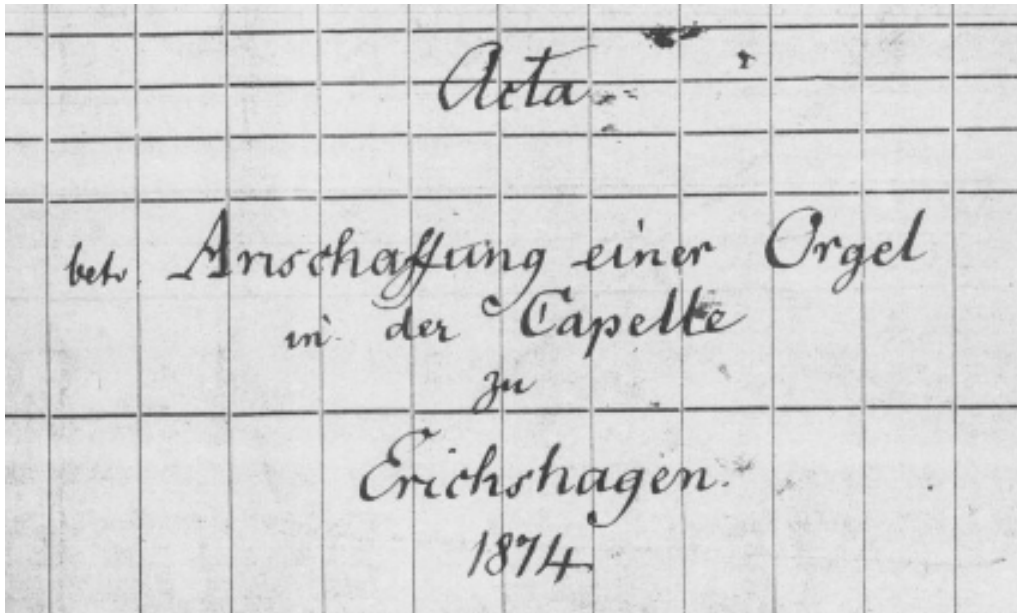 Acta
betr. Anschaffung einer Orgel
in der Capelle
zu
Erichshagen.
1874